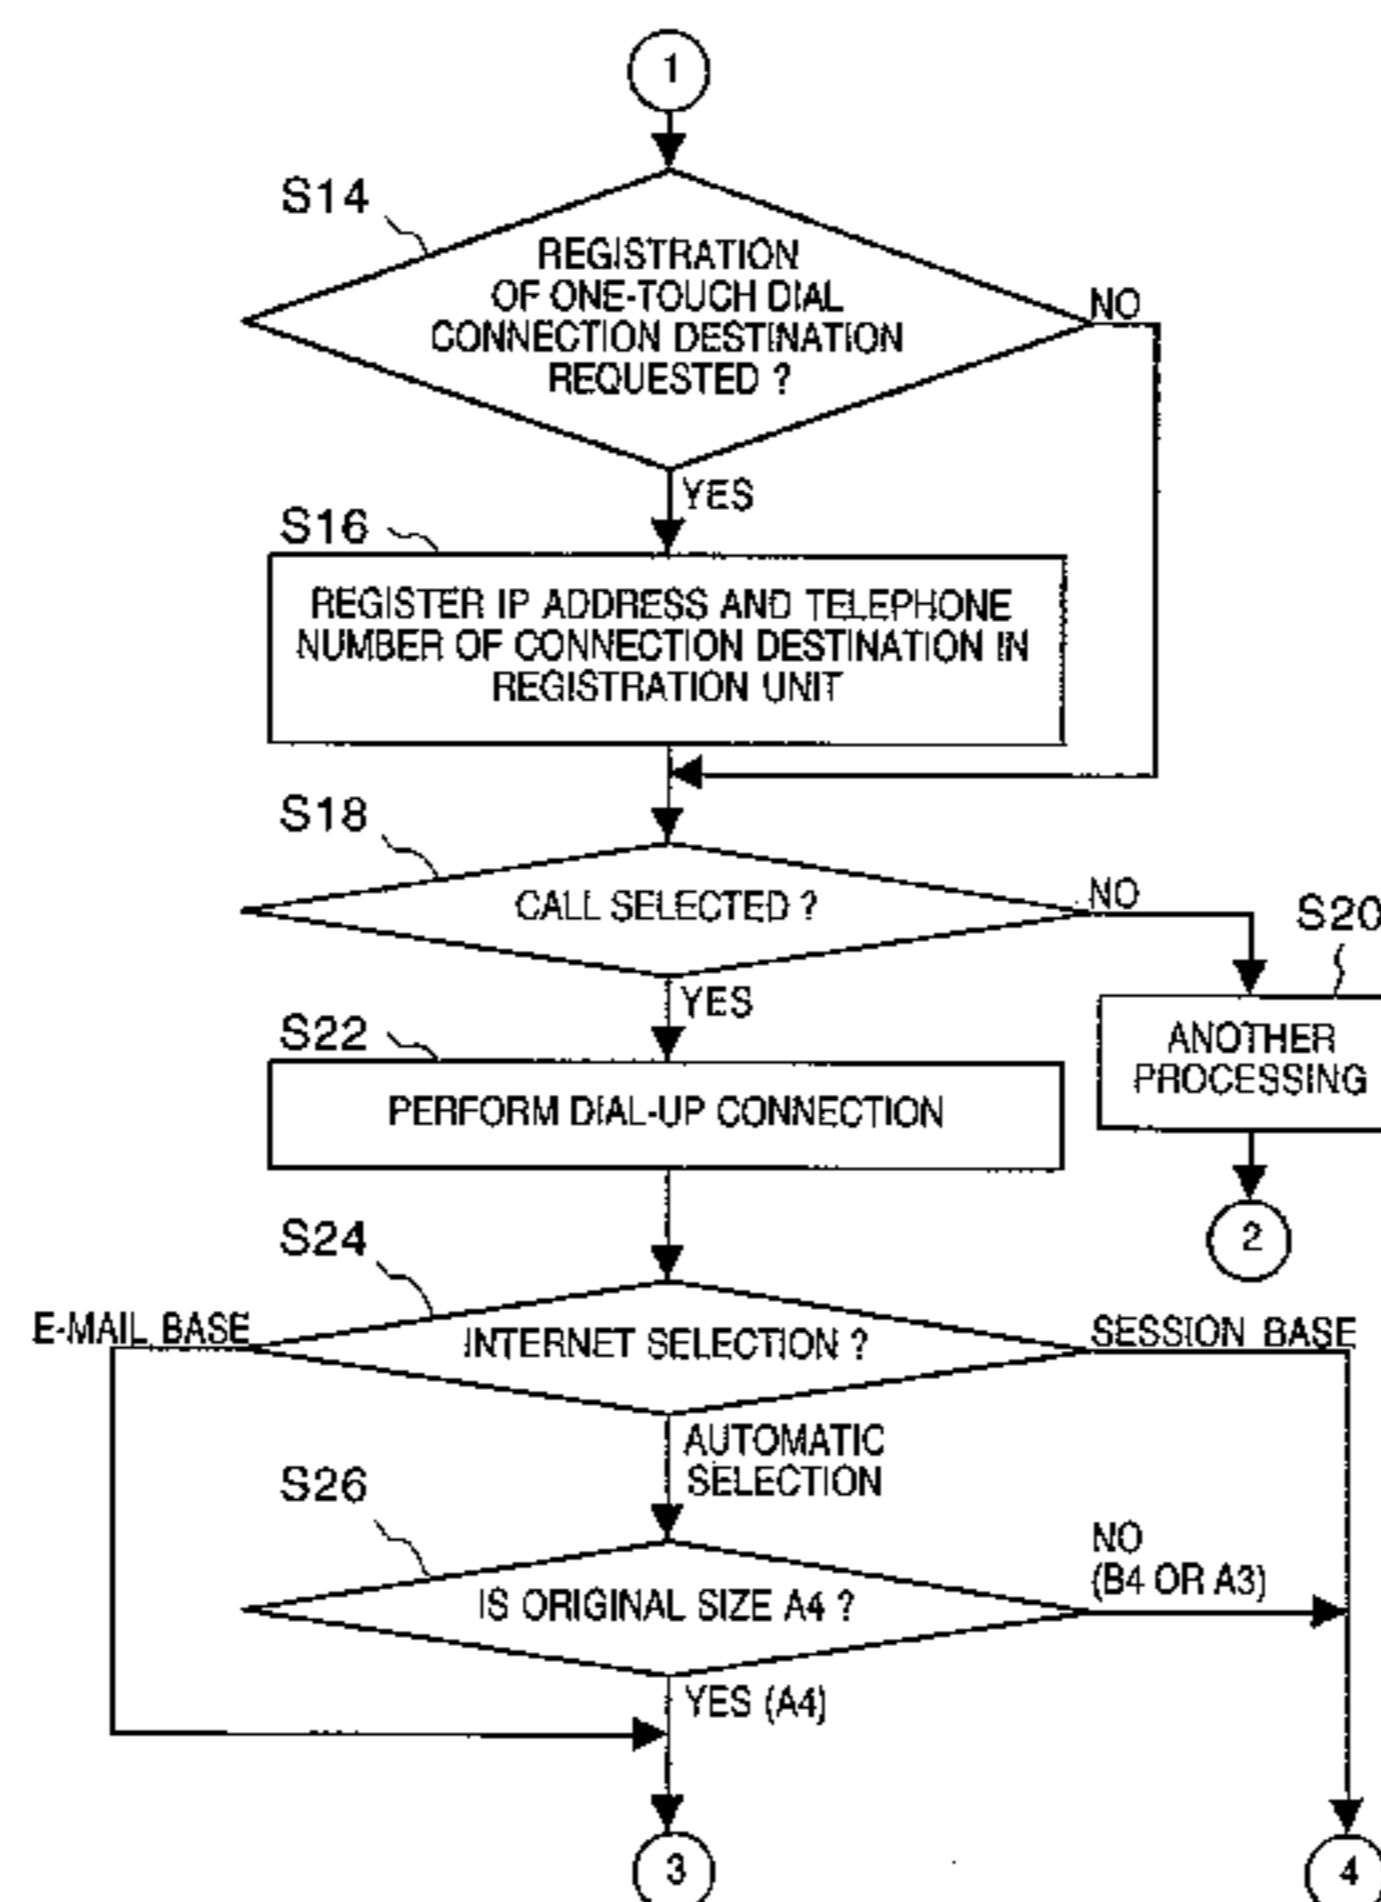 1
S14
REGISTRATION
OF ONE-TOUCH DIAL
CONNECTION DESTINATION
REQUESTED ?
NO
YES
S16
REGISTER IP ADDRESS AND TELEPHONE
NUMBER OF CONNECTION DESTINATION IN
REGISTRATION UNIT
S18
CALL SELECTED ?
NO
S20
YES
ANOTHER
PROCESSING
S22
PERFORM DIAL-UP CONNECTION
2
S24
E-MAIL BASE
INTERNET SELECTION ?
SESSION BASE
AUTOMATIC
SELECTION
S26
IS ORIGINAL SIZE A4 ?
NO
(B4 OR A3)
YES (A4)
3
4